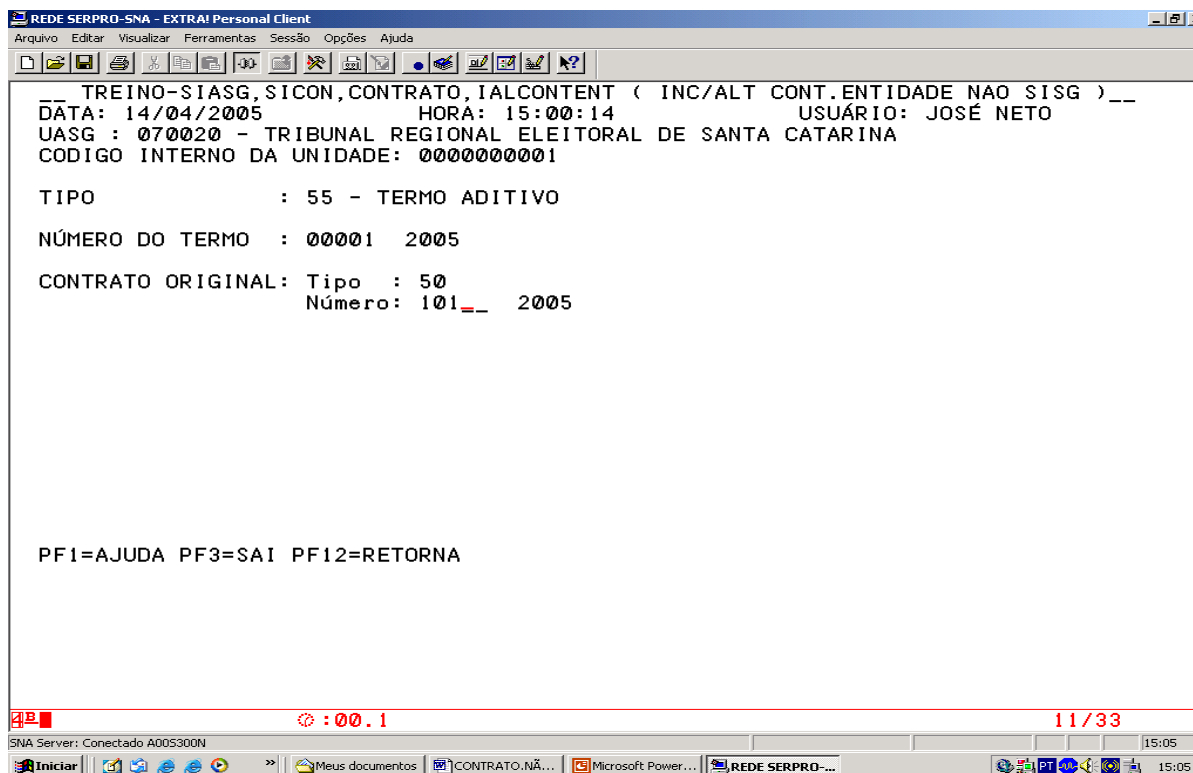 REDE SERPRO-SNA - EXTRA! Personal Client
Arquivo Editar Visualizar Ferramentas Sessão Opções Ajuda
__ TREINO-SIASG,SICON,CONTRATO,IALCONTENT ( INC/ALT CONT.ENTIDADE NAO SISG )__
DATA: 14/04/2005 HORA: 15:00:14 USUÁRIO: JOSÉ NETO
UASG : 070020 - TRIBUNAL REGIONAL ELEITORAL DE SANTA CATARINA
CODIGO INTERNO DA UNIDADE: 0000000001
TIPO : 55 - TERMO ADITIVO
NÚMERO DO TERMO : 00001 2005
CONTRATO ORIGINAL: Tipo : 50
Número: 101__ 2005
PF1=AJUDA PF3=SAI PF12=RETORNA
4B :00.1 11/33
SNA Server: Conectado A005300N 15:05
Iniciar » Meus documentos CONTRATO.NÃ... Microsoft Power... REDE SERPRO-... PT 15:05